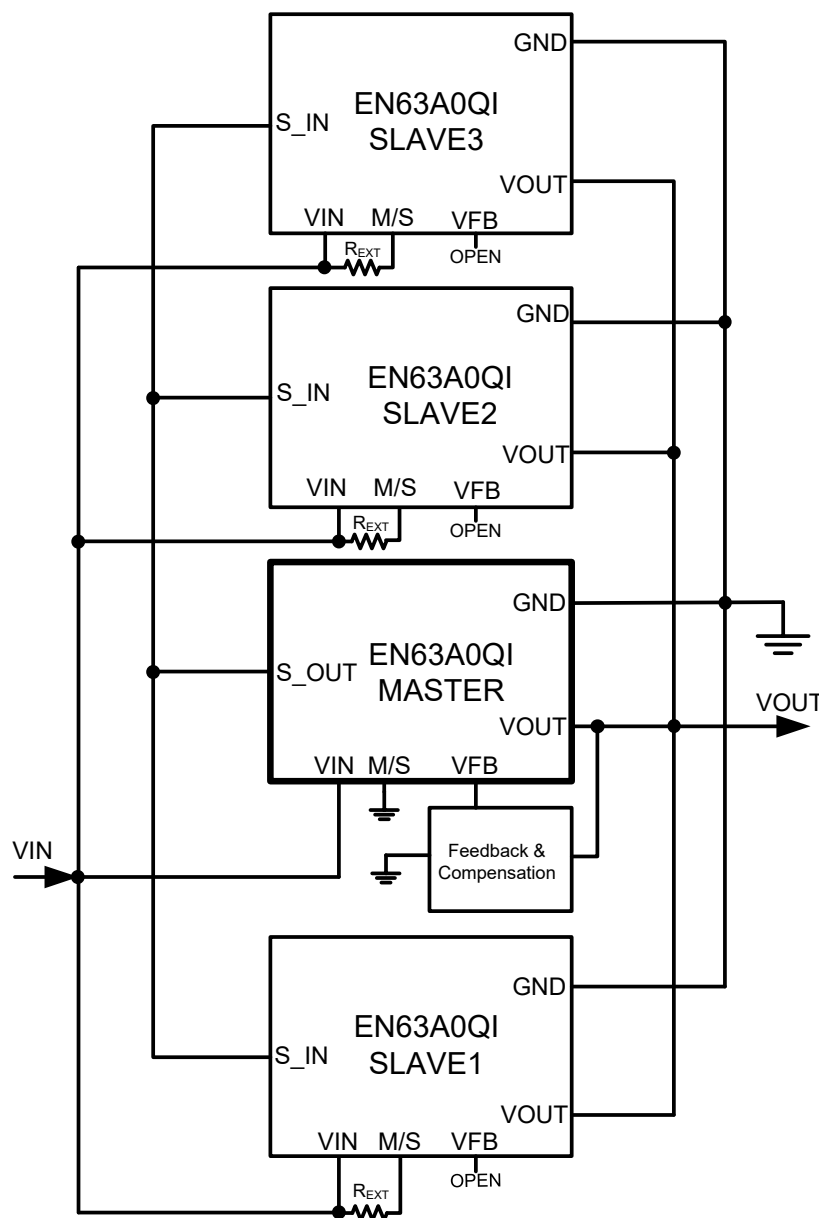 GND
EN63A0QI
SLAVE3
S_IN
VOUT
VIN M/S VFB
REXT
OPEN
GND
EN63A0QI
SLAVE2
S_IN
VOUT
VIN M/S VFB
REXT
OPEN
GND
EN63A0QI
MASTER
S_OUT
VOUT
VOUT
VIN M/S VFB
VIN
Feedback &
Compensation
GND
EN63A0QI
SLAVE1
S_IN
VOUT
VIN M/S VFB
REXT
OPEN